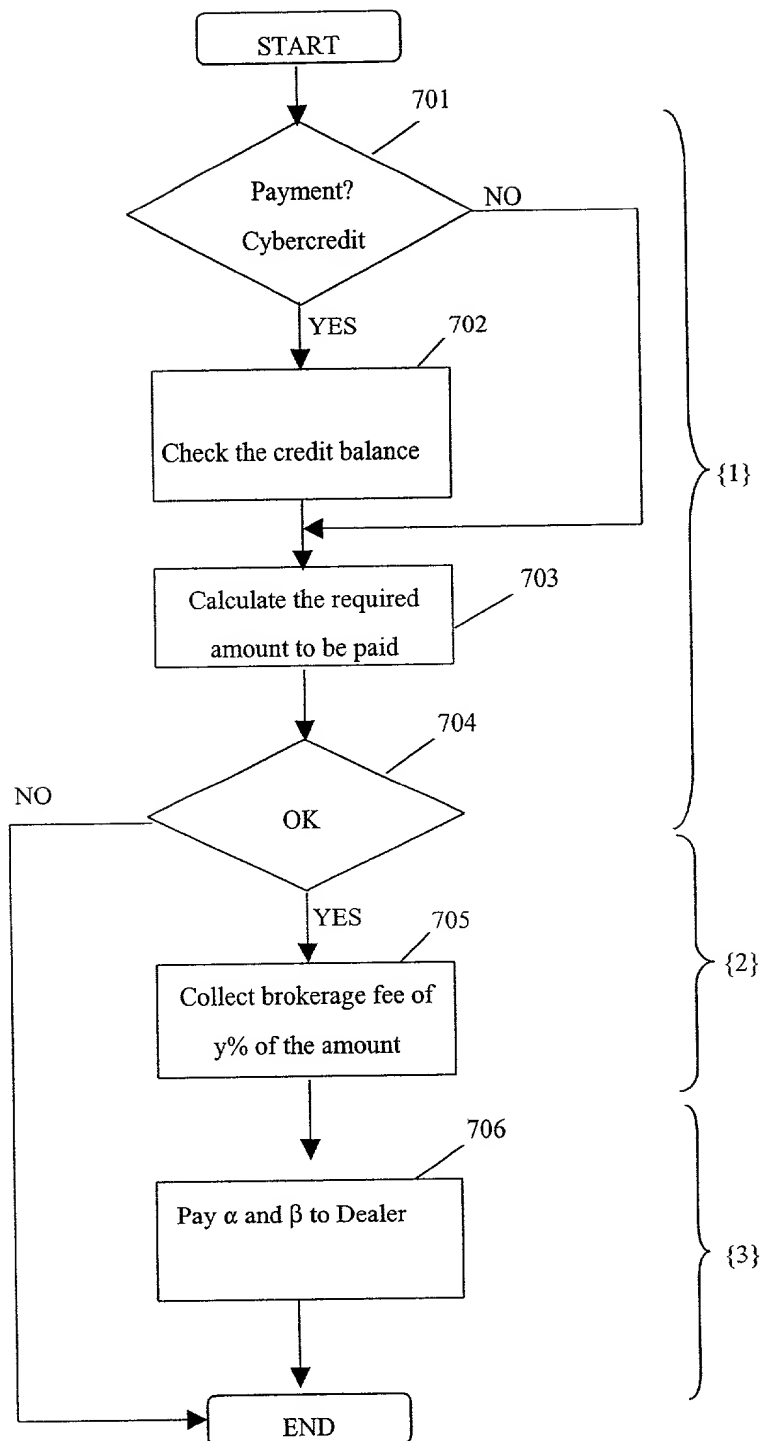 START
701
Payment?
Cybercredit
NO
YES
702
Check the credit balance
{1}
703
Calculate the required
amount to be paid
704
NO
OK
YES
705
{2}
Collect brokerage fee of
y% of the amount
706
Pay α and β to Dealer
{3}
END